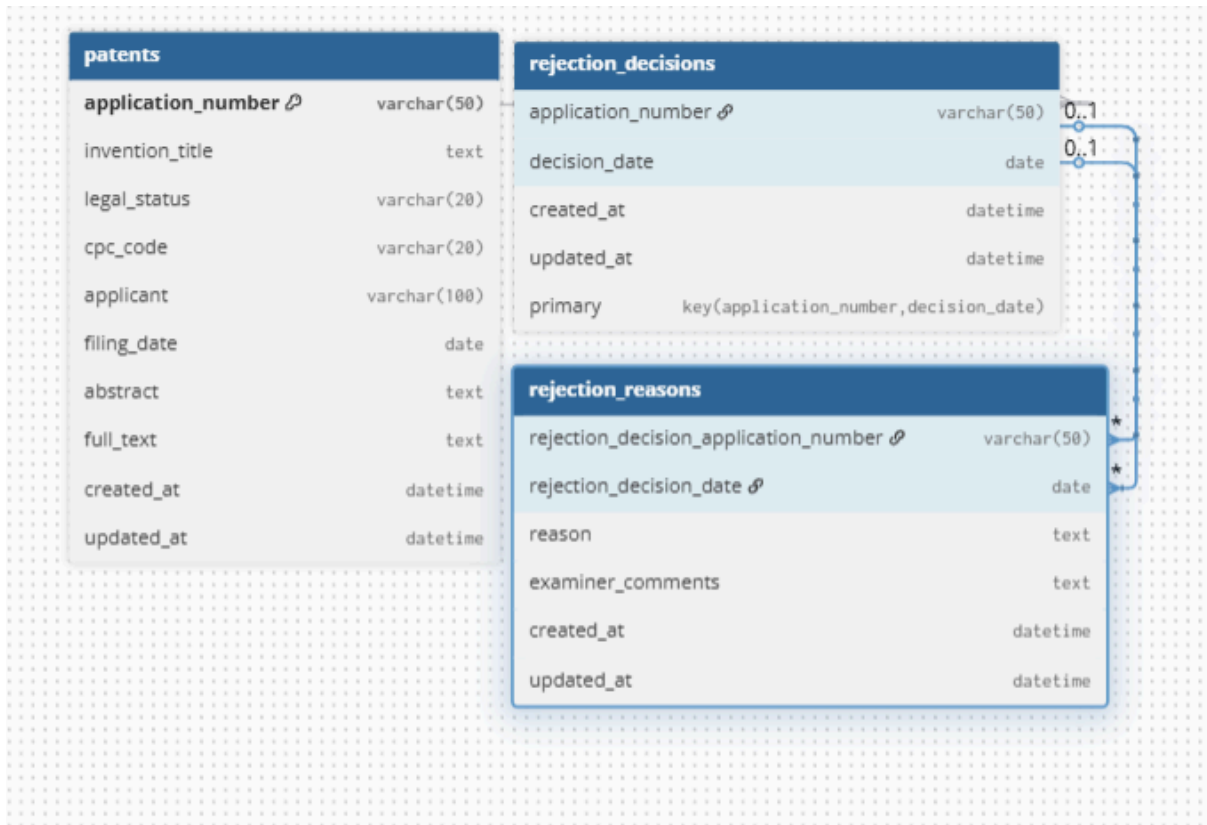 patents
application_number varchar(50)
invention_title text
legal_status varchar(20)
cpc_code varchar(20)
applicant varchar(100)
filing_date date
abstract text
full_text text
created_at datetime
updated_at datetime
rejection_decisions
application_number varchar(50) 0..1
decision_date date 0..1
created_at datetime
updated_at datetime
primary key(application_number,decision_date)
rejection_reasons
rejection_decision_application_number varchar(50) *
rejection_decision_date date *
reason text
examiner_comments text
created_at datetime
updated_at datetime